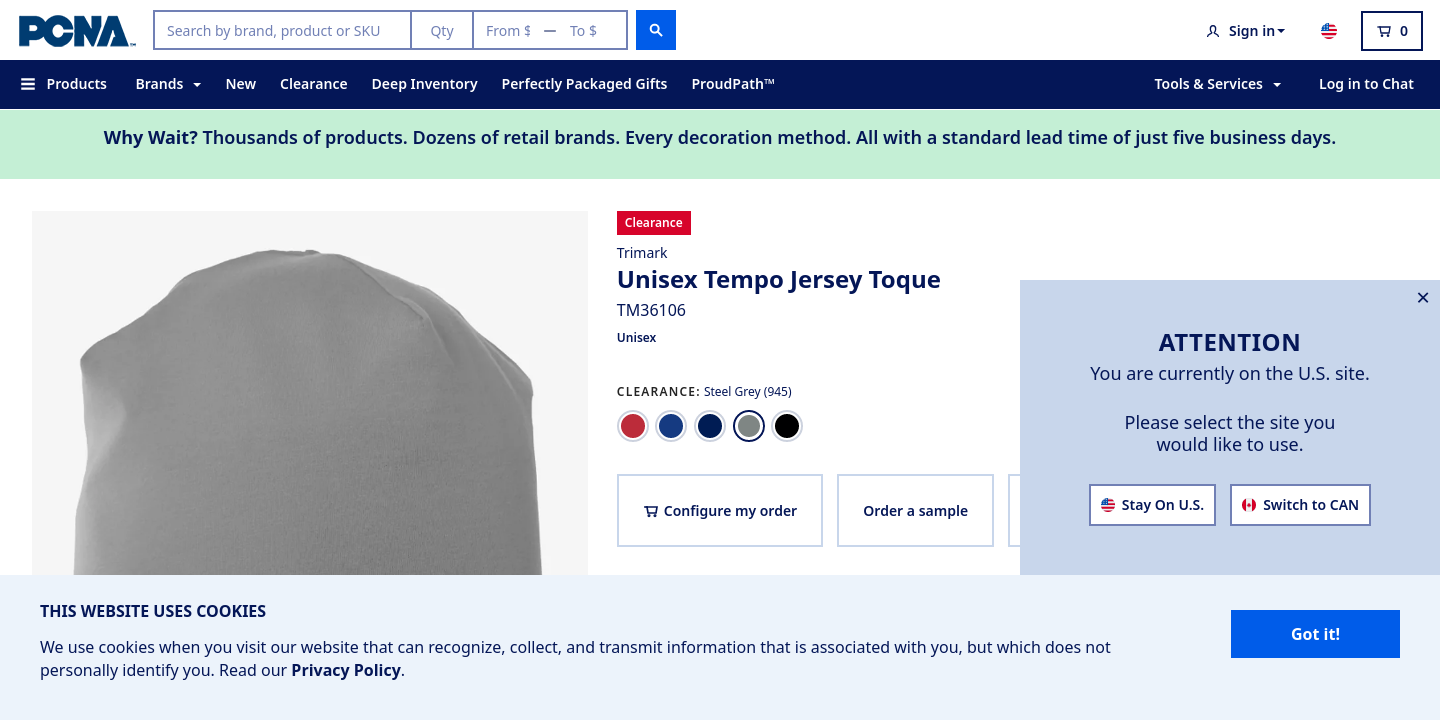 PCNA™
Search by brand, product or SKU
Qty
From $ — To $
Sign in
0
Products
Brands
New
Clearance
Deep Inventory
Perfectly Packaged Gifts
ProudPath™
Tools & Services
Log in to Chat
Why Wait? Thousands of products. Dozens of retail brands. Every decoration method. All with a standard lead time of just five business days.
Clearance
Trimark
Unisex Tempo Jersey Toque
TM36106
Unisex
CLEARANCE: Steel Grey (945)
Configure my order
Order a sample
ATTENTION
You are currently on the U.S. site.
Please select the site you
would like to use.
Stay On U.S.
Switch to CAN
THIS WEBSITE USES COOKIES
We use cookies when you visit our website that can recognize, collect, and transmit information that is associated with you, but which does not
personally identify you. Read our Privacy Policy.
Got it!